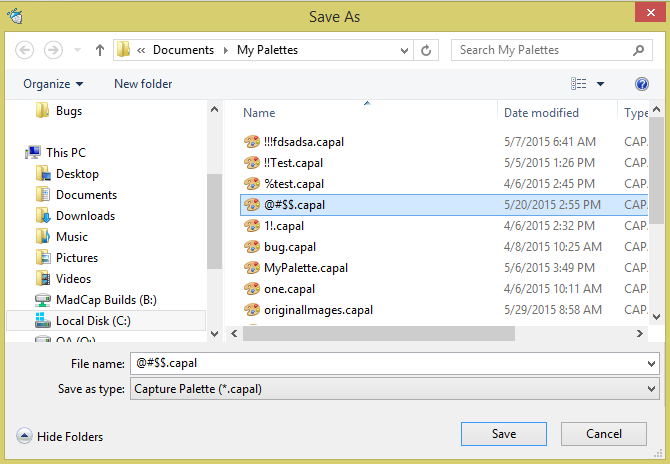 Save As
« Documents ▸ My Palettes
Search My Palettes
Organize
New folder
Bugs
This PC
Desktop
Documents
Downloads
Music
Pictures
Videos
MadCap Builds (B:)
Local Disk (C:)
Name Date modified Type
!!!fdsadsa.capal 5/7/2015 6:41 AM CAP
!!Test.capal 5/5/2015 1:26 PM CAP
%test.capal 4/6/2015 2:45 PM CAP
@#$$.capal 5/20/2015 2:55 PM CAP
1!.capal 4/6/2015 2:32 PM CAP
bug.capal 4/8/2015 10:25 AM CAP
MyPalette.capal 5/6/2015 3:49 PM CAP
one.capal 4/6/2015 10:11 AM CAP
originalImages.capal 5/29/2015 8:58 AM CAP
File name: @#$$.capal
Save as type: Capture Palette (*.capal)
Hide Folders
Save
Cancel